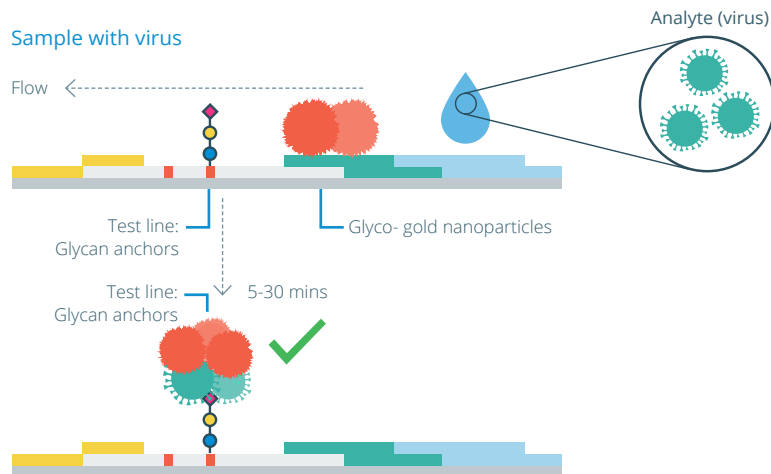 Analyte (virus)
Sample with virus
Flow
Test line:
Glycan anchors
Glyco- gold nanoparticles
Test line:
Glycan anchors
5-30 mins